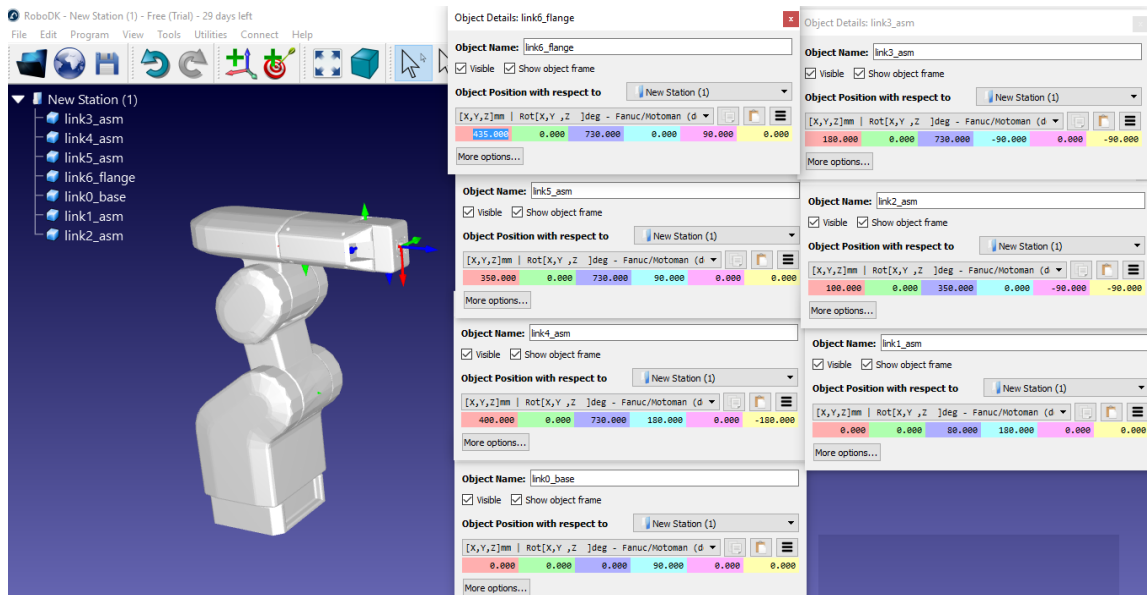 RoboDK - New Station (1) - Free (Trial) - 29 days left
File Edit Program View Tools Utilities Connect Help
New Station (1)
link3_asm
link4_asm
link5_asm
link6_flange
link0_base
link1_asm
link2_asm
Object Details: link6_flange
x
Object Name: link6_flange
Visible Show object frame
Object Position with respect to New Station (1)
[X,Y,Z]mm | Rot[X,Y ,Z ]deg - Fanuc/Motoman (d
435.000 0.000 730.000 0.000 90.000 0.000
More options...
Object Name: link5_asm
Visible Show object frame
Object Position with respect to New Station (1)
[X,Y,Z]mm | Rot[X,Y ,Z ]deg - Fanuc/Motoman (d
350.000 0.000 730.000 90.000 0.000 0.000
More options...
Object Name: link4_asm
Visible Show object frame
Object Position with respect to New Station (1)
[X,Y,Z]mm | Rot[X,Y ,Z ]deg - Fanuc/Motoman (d
400.000 0.000 730.000 180.000 0.000 -180.000
More options...
Object Name: link0_base
Visible Show object frame
Object Position with respect to New Station (1)
[X,Y,Z]mm | Rot[X,Y ,Z ]deg - Fanuc/Motoman (d
0.000 0.000 0.000 90.000 0.000 0.000
More options...
Object Details: link3_asm
Object Name: link3_asm
Visible Show object frame
Object Position with respect to New Station (1)
[X,Y,Z]mm | Rot[X,Y ,Z ]deg - Fanuc/Motoman (d
180.000 0.000 730.000 -90.000 0.000 -90.000
More options...
Object Name: link2_asm
Visible Show object frame
Object Position with respect to New Station (1)
[X,Y,Z]mm | Rot[X,Y ,Z ]deg - Fanuc/Motoman (d
100.000 0.000 350.000 0.000 -90.000 -90.000
More options...
Object Name: link1_asm
Visible Show object frame
Object Position with respect to New Station (1)
[X,Y,Z]mm | Rot[X,Y ,Z ]deg - Fanuc/Motoman (d
0.000 0.000 80.000 180.000 0.000 0.000
More options...